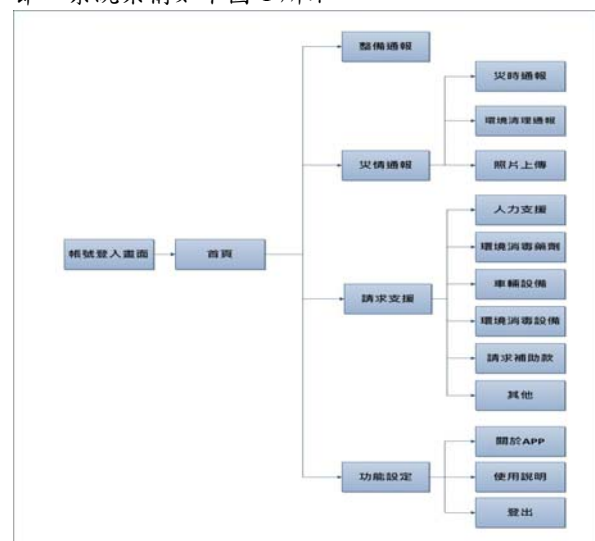 整備通報
災時通報
環境清理通報
災情通報
照片上傳
人力支援
環境消毒藥劑
帳號登入畫面
首頁
車輛設備
請求支援
環境消毒設備
請求補助款
其他
關於APP
功能設定
使用說明
登出